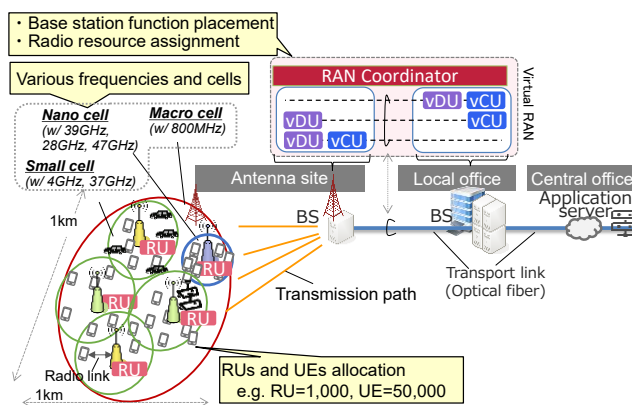 ・Base station function placement
・Radio resource assignment
Various frequencies and cells
Nano cell
(w/ 39GHz,
28GHz, 47GHz)
Macro cell
(w/ 800MHz)
Small cell
(w/ 4GHz, 37GHz)
RAN Coordinator
vDU vCU
vDU vCU
vDU vCU
Virtual RAN
Antenna site
Local office
Central office
1km
BS
BS
Application
server
RU
RU
RU
RU
RU
Transport link
(Optical fiber)
Transmission path
Radio link
1km
RUs and UEs allocation
e.g. RU=1,000, UE=50,000